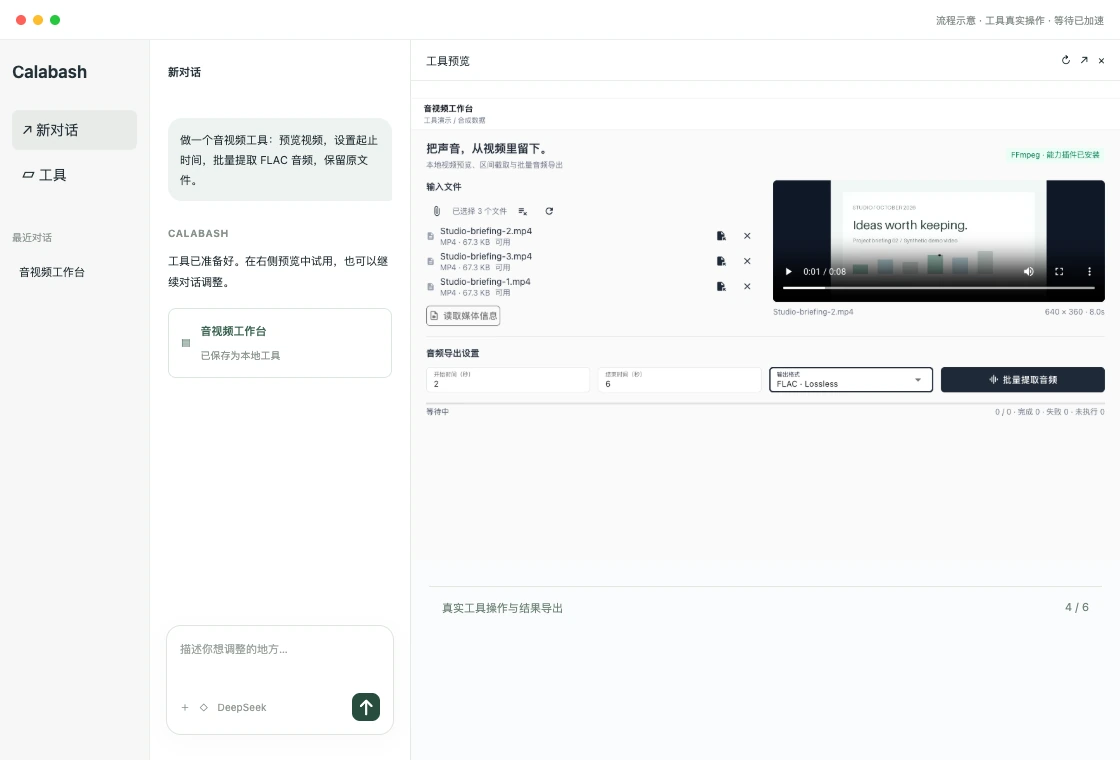 流程示意 · 工具真实操作 · 等待已加速
Calabash
新对话
工具
最近对话
音视频工作台
新对话
做一个音视频工具：预览视频，设置起止
时间，批量提取 FLAC 音频，保留原文
件。
CALABASH
工具已准备好。在右侧预览中试用，也可以继
续对话调整。
音视频工作台
已保存为本地工具
描述你想调整的地方...
DeepSeek
工具预览
音视频工作台
工具演示 / 合成数据
把声音，从视频里留下。
本地视频预览、区间截取与批量音频导出
FFmpeg · 能力插件已安装
输入文件
已选择 3 个文件
Studio-briefing-2.mp4
MP4 · 67.3 KB 可用
Studio-briefing-3.mp4
MP4 · 67.3 KB 可用
Studio-briefing-1.mp4
MP4 · 67.3 KB 可用
读取媒体信息
STUDIO / OCTOBER 2026
Ideas worth keeping.
Project briefing 02 / Synthetic demo video
0:01 / 0:08
Studio-briefing-2.mp4
640 × 360 · 8.0s
音频导出设置
开始时间（秒）
2
结束时间（秒）
6
输出格式
FLAC · Lossless
批量提取音频
等待中
0 / 0 · 完成 0 · 失败 0 · 未执行 0
真实工具操作与结果导出
4 / 6